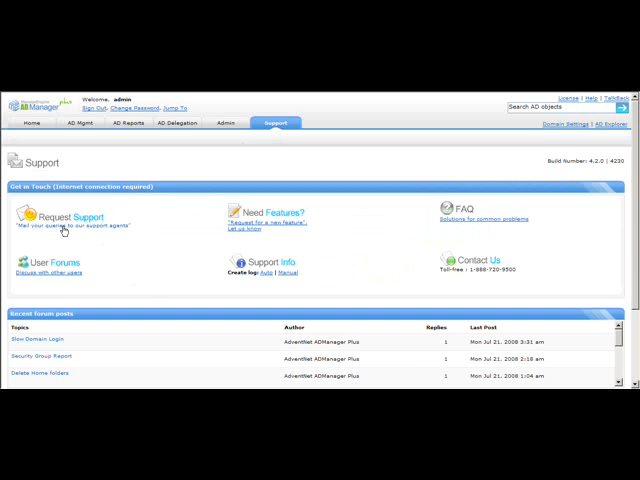 ManageEngine
ADManager plus
Welcome, admin
Sign Out, Change Password, Jump To
License | Help | TalkBack
Search AD objects
Home AD Mgmt AD Reports AD Delegation Admin Support
Domain Settings | AD Explorer
Support
Build Number: 4.2.0 | 4230
Get in Touch (Internet connection required)
Request Support
"Mail your queries to our support agents"
Need Features?
"Request for a new feature".
Let us know
FAQ
Solutions for common problems
User Forums
Discuss with other users
Support Info
Create log: Auto | Manual
Contact Us
Toll-free : 1-888-720-9500
Recent forum posts
Topics Author Replies Last Post
Slow Domain Login AdventNet ADManager Plus 1 Mon Jul 21, 2008 3:31 am
Security Group Report AdventNet ADManager Plus 1 Mon Jul 21, 2008 2:18 am
Delete Home folders AdventNet ADManager Plus 1 Mon Jul 21, 2008 1:04 am